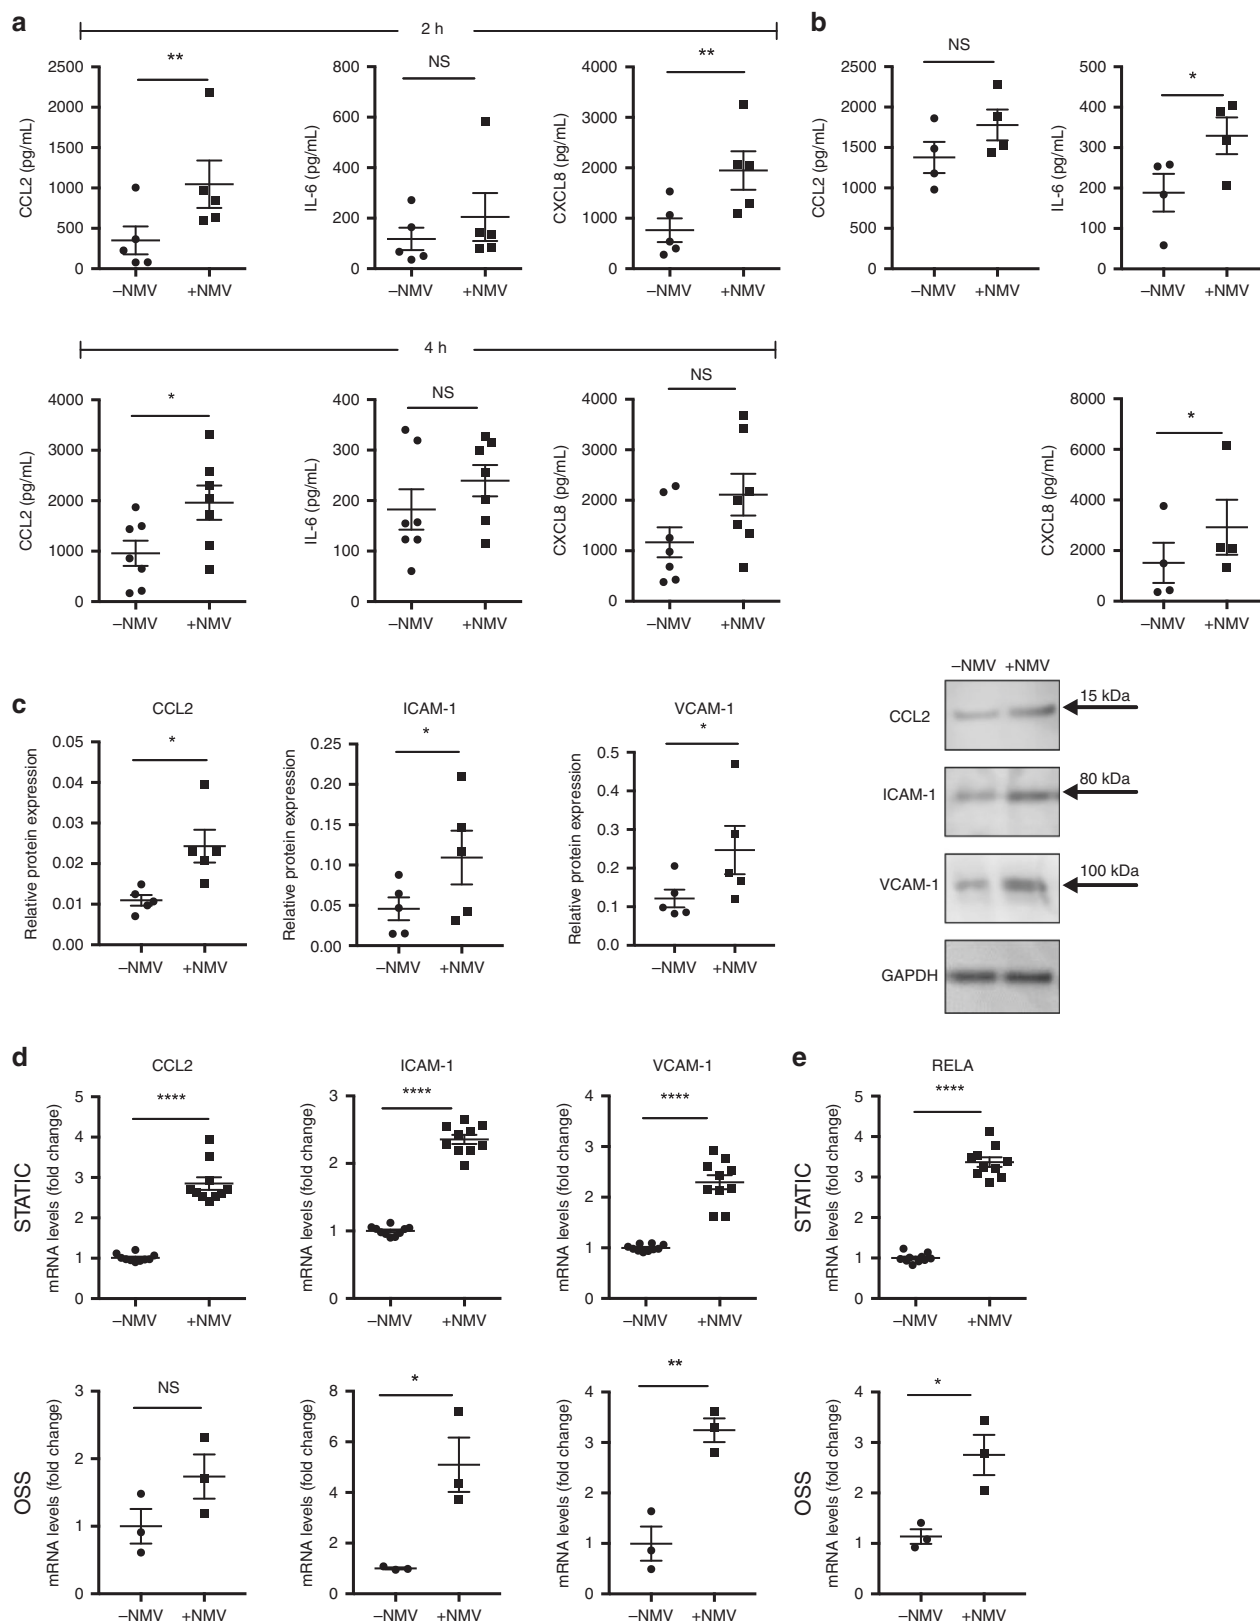 a
2 h
b
** NS ** NS *
2500 2000 1500 1000 500 0
CCL2 (pg/mL)
–NMV +NMV
800 600 400 200 0
IL-6 (pg/mL)
–NMV +NMV
4000 3000 2000 1000 0
CXCL8 (pg/mL)
–NMV +NMV
2500 2000 1500 1000 500 0
CCL2 (pg/mL)
–NMV +NMV
500 400 300 200 100 0
IL-6 (pg/mL)
–NMV +NMV
4 h
* NS NS *
4000 3000 2000 1000 0
CCL2 (pg/mL)
–NMV +NMV
400 300 200 100 0
IL-6 (pg/mL)
–NMV +NMV
4000 3000 2000 1000 0
CXCL8 (pg/mL)
–NMV +NMV
8000 6000 4000 2000 0
CXCL8 (pg/mL)
–NMV +NMV
c
CCL2
*
0.05 0.04 0.03 0.02 0.01 0.00
Relative protein expression
–NMV +NMV
ICAM-1
*
0.25 0.20 0.15 0.10 0.05 0.00
Relative protein expression
–NMV +NMV
VCAM-1
*
0.5 0.4 0.3 0.2 0.1 0.0
Relative protein expression
–NMV +NMV
–NMV +NMV
CCL2 15 kDa
ICAM-1 80 kDa
VCAM-1 100 kDa
GAPDH
d
STATIC
CCL2
****
5 4 3 2 1 0
mRNA levels (fold change)
–NMV +NMV
ICAM-1
****
3 2 1 0
mRNA levels (fold change)
–NMV +NMV
VCAM-1
****
4 3 2 1 0
mRNA levels (fold change)
–NMV +NMV
e
STATIC
RELA
****
5 4 3 2 1 0
mRNA levels (fold change)
–NMV +NMV
OSS
NS
3 2 1 0
mRNA levels (fold change)
–NMV +NMV
*
8 6 4 2 0
mRNA levels (fold change)
–NMV +NMV
**
4 3 2 1 0
mRNA levels (fold change)
–NMV +NMV
OSS
*
4 3 2 1 0
mRNA levels (fold change)
–NMV +NMV